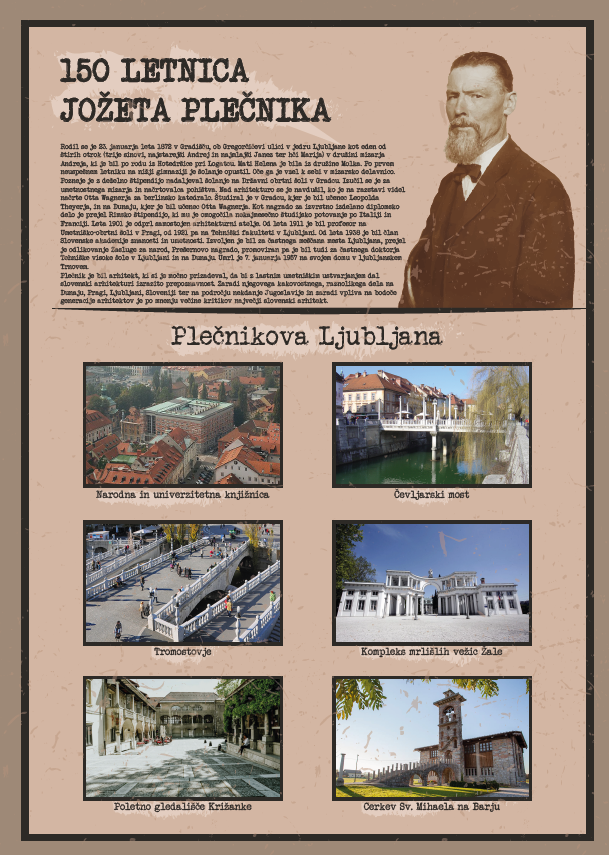 150 LETNICA
JOŽETA PLEČNIKA
Rodil se je 23. januarja leta 1872 v Gradišču, ob Gregorčičevi ulici v jedru Ljubljane kot eden od
štirih otrok (trije sinovi, najstarejši Andrej in najmlajši Janez ter hči Marija) v družini mizarja
Andreja, ki je bil po rodu iz Hotedršice pri Logatcu. Mati Helena je bila iz družine Molka. Po prvem
neuspešnem letniku na nižji gimnaziji je šolanje opustil. Oče ga je vzel k sebi v mizarsko delavnico.
Pozneje je z deželno štipendijo nadaljeval šolanje na Državni obrtni šoli v Gradcu. Izučil se je za
umetnostnega mizarja in načrtovalca pohištva. Nad arhitekturo se je navdušil, ko je na razstavi videl
načrte Otta Wagnerja za berlinsko katedralo. Študiral je v Gradcu, kjer je bil učenec Leopolda
Theyerja, in na Dunaju, kjer je bil učenec Otta Wagnerja. Kot nagrado za izvrstno izdelano diplomsko
delo je prejel Rimsko štipendijo, ki mu je omogočila nekajmesečno študijsko potovanje po Italiji in
Franciji. Leta 1901 je odprl samostojen arhitekturni atelje. Od leta 1911 je bil profesor na
Umetniško-obrtni šoli v Pragi, od 1921 pa na Tehniški fakulteti v Ljubljani. Od leta 1938 je bil član
Slovenske akademije znanosti in umetnosti. Izvoljen je bil za častnega meščana mesta Ljubljana, prejel
je odlikovanje Zasluge za narod, Prešernovo nagrado, promoviran pa je bil tudi za častnega doktorja
Tehniške visoke šole v Ljubljani in na Dunaju. Umrl je 7. januarja 1957 na svojem domu v ljubljanskem
Trnovem.
Plečnik je bil arhitekt, ki si je močno prizadeval, da bi z lastnim umetniškim ustvarjanjem dal
slovenski arhitekturi izrazito prepoznavnost. Zaradi njegovega kakovostnega, raznolikega dela na
Dunaju, Pragi, Ljubljani, Sloveniji ter na področju nekdanje Jugoslavije in zaradi vpliva na bodoče
generacije arhitektov je po mnenju večine kritikov največji slovenski arhitekt.
Plečnikova Ljubljana
Narodna in univerzitetna knjižnica
Čevljarski most
Tromostovje
Kompleks mrliških vežic Žale
Poletno gledališče Križanke
Cerkev Sv. Mihaela na Barju